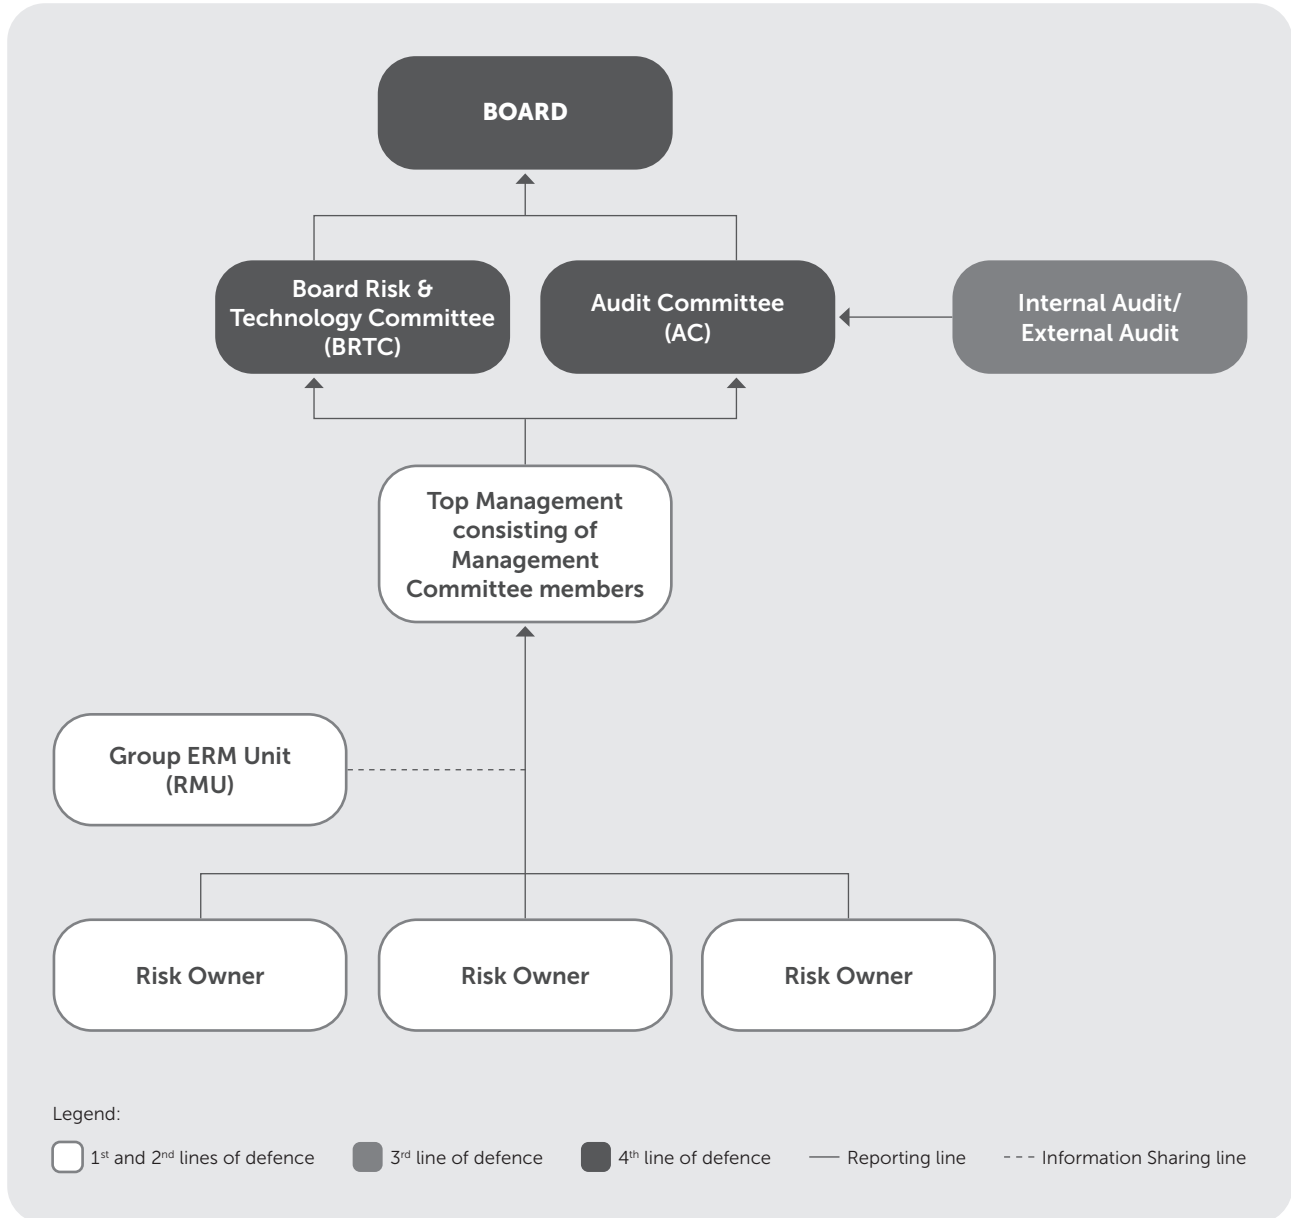 BOARD
Board Risk &
Technology Committee
(BRTC)
Audit Committee
(AC)
Internal Audit/
External Audit
Top Management
consisting of
Management
Committee members
Group ERM Unit
(RMU)
Risk Owner
Risk Owner
Risk Owner
Legend:
1st and 2nd lines of defence
3rd line of defence
4th line of defence
Reporting line
Information Sharing line